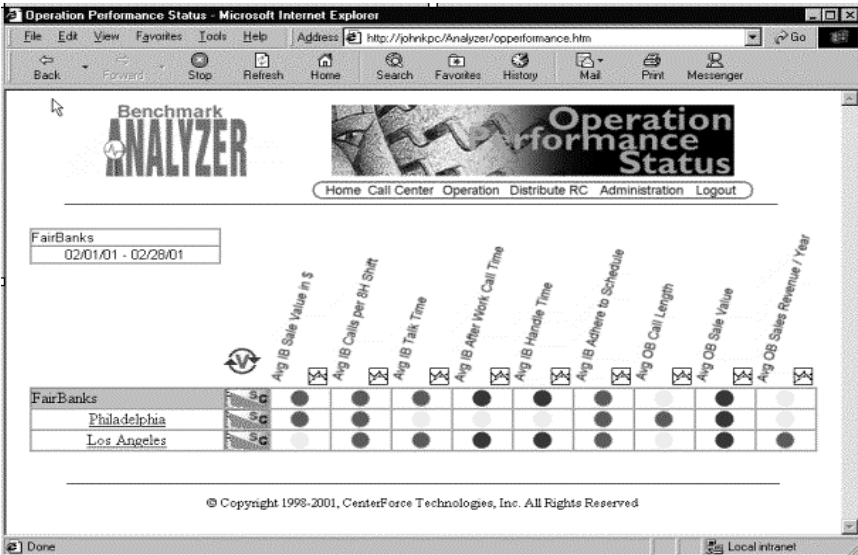 Operation Performance Status - Microsoft Internet Explorer
File Edit View Favorites Tools Help Address http://johnkpc/Analyzer/opperformance.htm Go
Back Forward Stop Refresh Home Search Favorites History Mail Print Messenger
Benchmark
ANALYZER
Operation
Performance
Status
Home Call Center Operation Distribute RC Administration Logout
FairBanks
02/01/01 - 02/28/01
Avg IB Sale Value in $
Avg IB Calls per 8H Shift
Avg IB Talk Time
Avg IB After Work Call Time
Avg IB Handle Time
Avg IB Adhere to Schedule
Avg OB Call Length
Avg OB Sale Value
Avg OB Sales Revenue / Year
V
FairBanks SC
Philadelphia SC
Los Angeles SC
© Copyright 1998-2001, CenterForce Technologies, Inc. All Rights Reserved
Done Local intranet